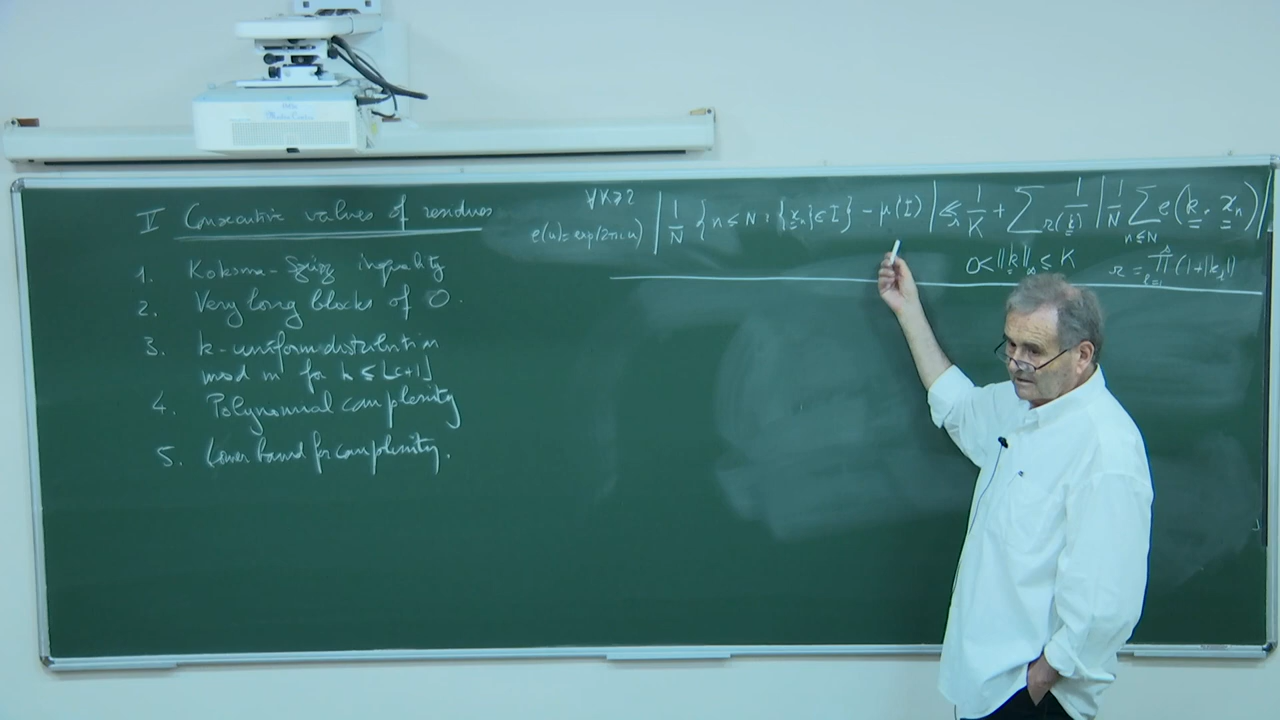 V Consecutive values of residues
1. Koksma-Szüsz inequality
2. Very long blocks of 0.
3. k-uniform distribution
mod m for k ≤ [c+1]
4. Polynomial complexity
5. Lower bound for complexity.
∀K≥2
e(u)=exp(2πiu)
| 1/N {n ≤ N : {x_n} ∈ I} - μ(I) | ≤_s 1/K + ∑ 1/r(k) | 1/N ∑_{n≤N} e(k · x_n) |
0<||k||_∞ ≤ K
r = ∏_{i=1}^{s} (1+|k_i|)